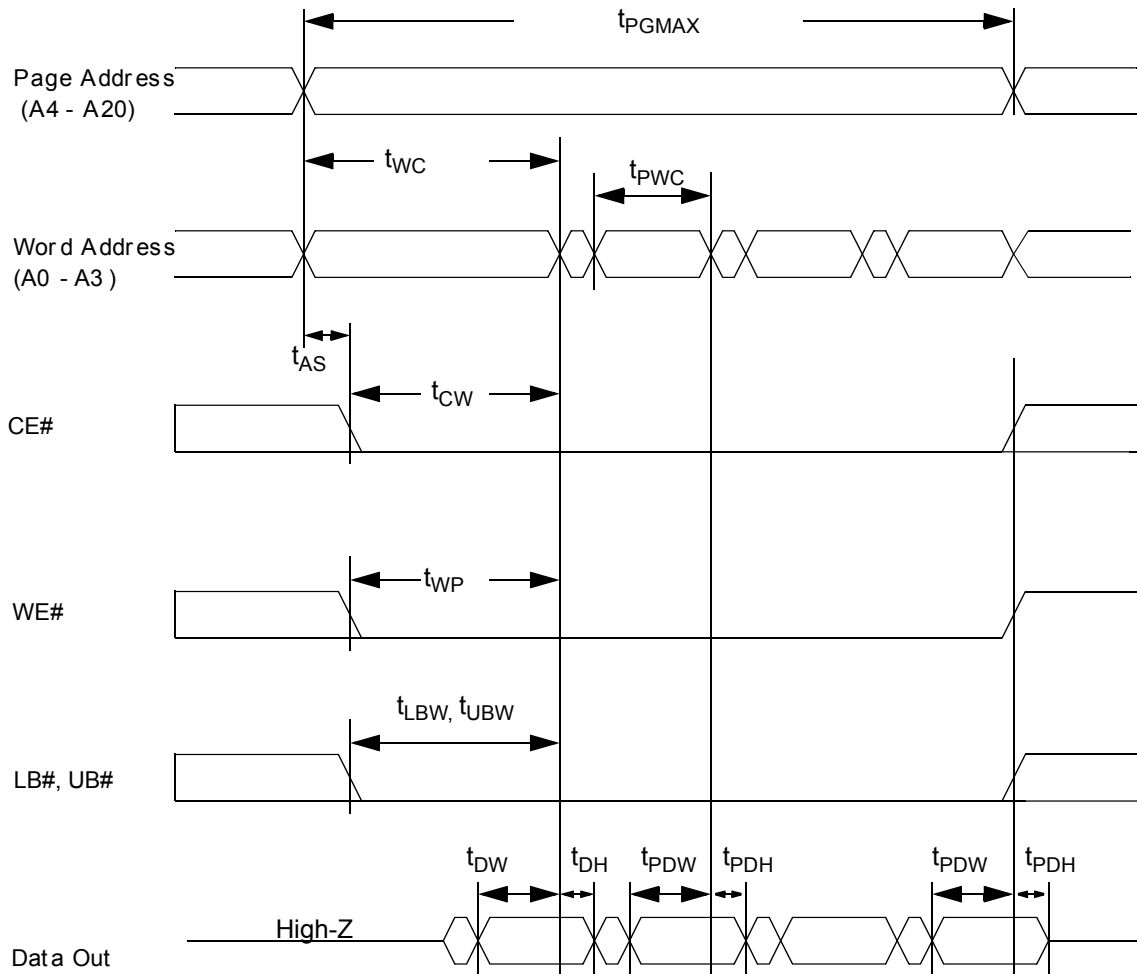 tPGMAX
Page Address
(A4 - A20)
tWC
tPWC
Word Address
(A0 - A3 )
tAS
tCW
CE#
tWP
WE#
tLBW, tUBW
LB#, UB#
tDW
tDH
tPDW
tPDH
tPDW
tPDH
High-Z
Data Out